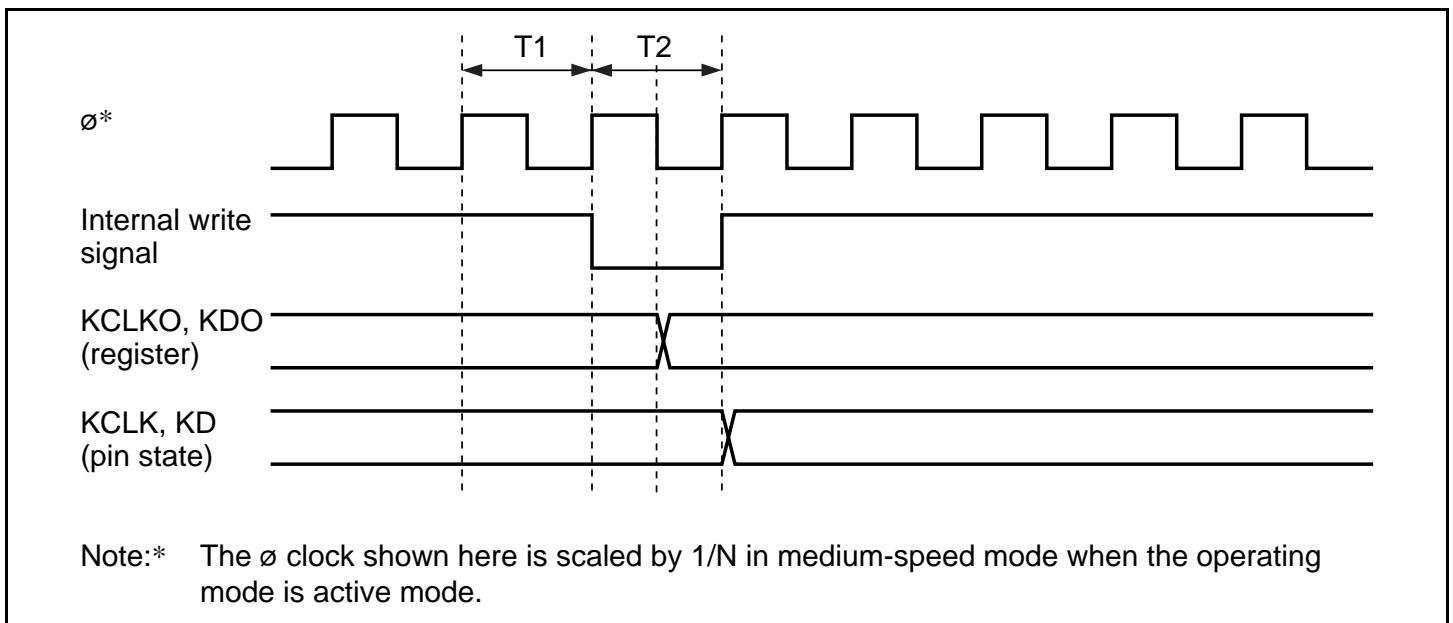 T1 T2
ø*
Internal write
signal
KCLKO, KDO
(register)
KCLK, KD
(pin state)
Note:* The ø clock shown here is scaled by 1/N in medium-speed mode when the operating
mode is active mode.